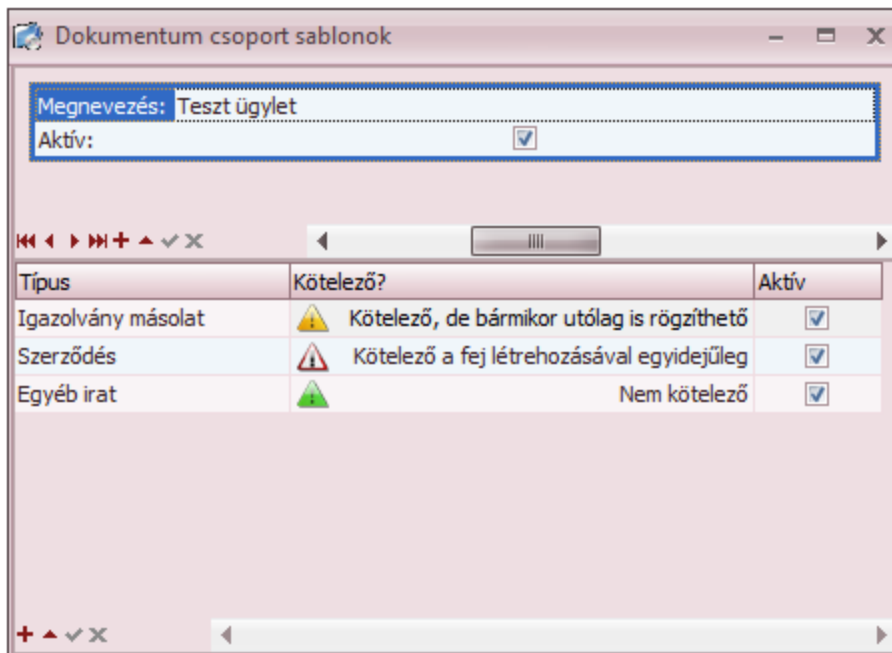 Dokumentum csoport sablonok
Megnevezés: Teszt ügylet
Aktív:
Típus Kötelező? Aktív
Igazolvány másolat Kötelező, de bármikor utólag is rögzíthető
Szerződés Kötelező a fej létrehozásával egyidejűleg
Egyéb irat Nem kötelező